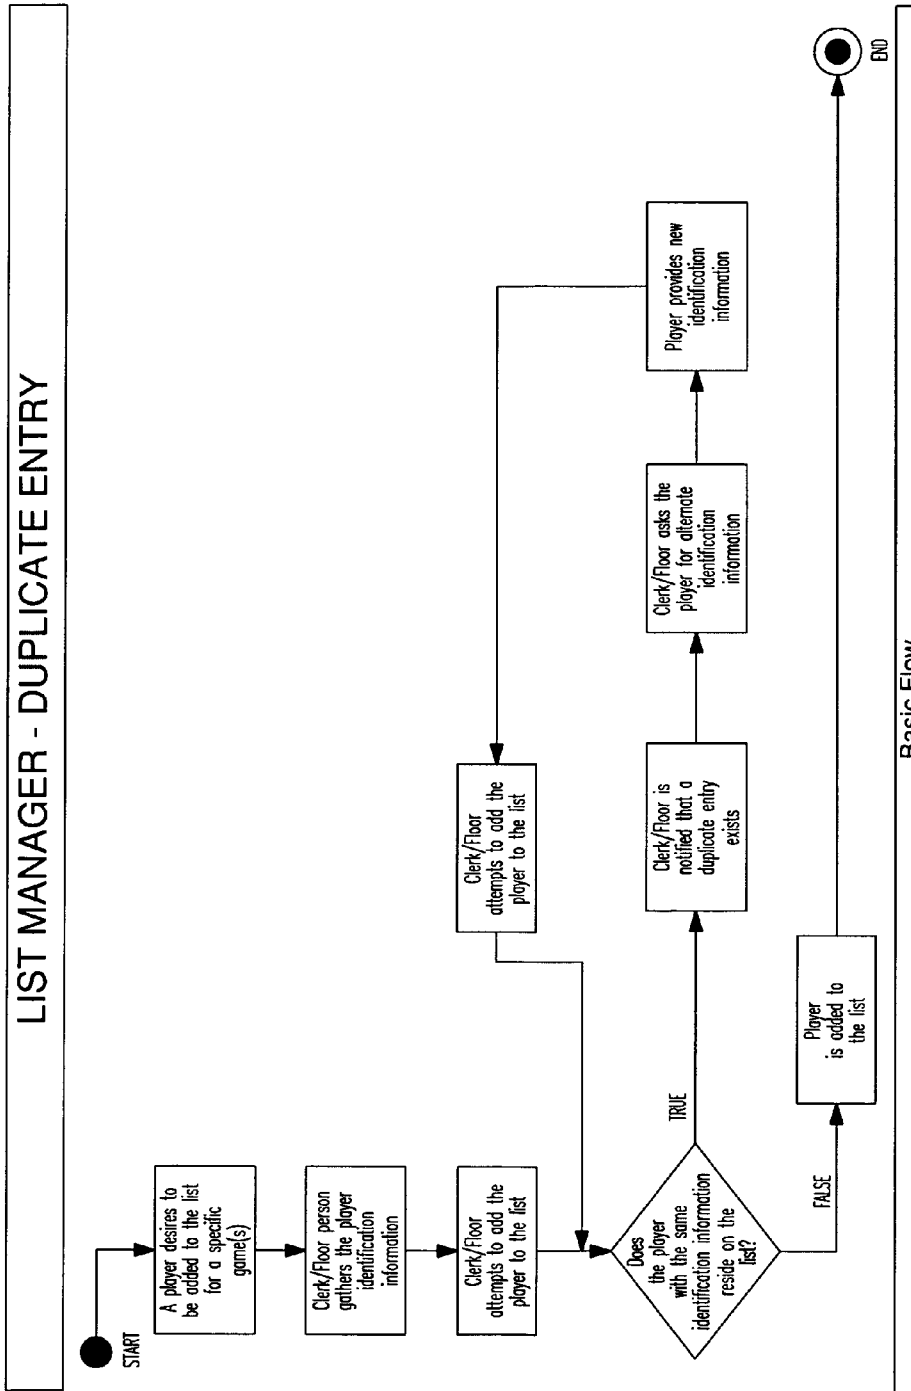 LIST MANAGER - DUPLICATE ENTRY
START
A player desires to
be added to the list
for a specific
game(s)
Clerk/Floor person
gathers the player
identification
information
Clerk/Floor
attempts to add the
player to the list
Does
the player
with the same
identification information
reside on the
list?
TRUE
Clerk/Floor is
notified that a
duplicate entry
exists
Clerk/Floor asks the
player for alternate
identification
information
Player provides new
identification
information
Clerk/Floor
attempts to add the
player to the list
FALSE
Player
is added to
the list
END
Basic Flow